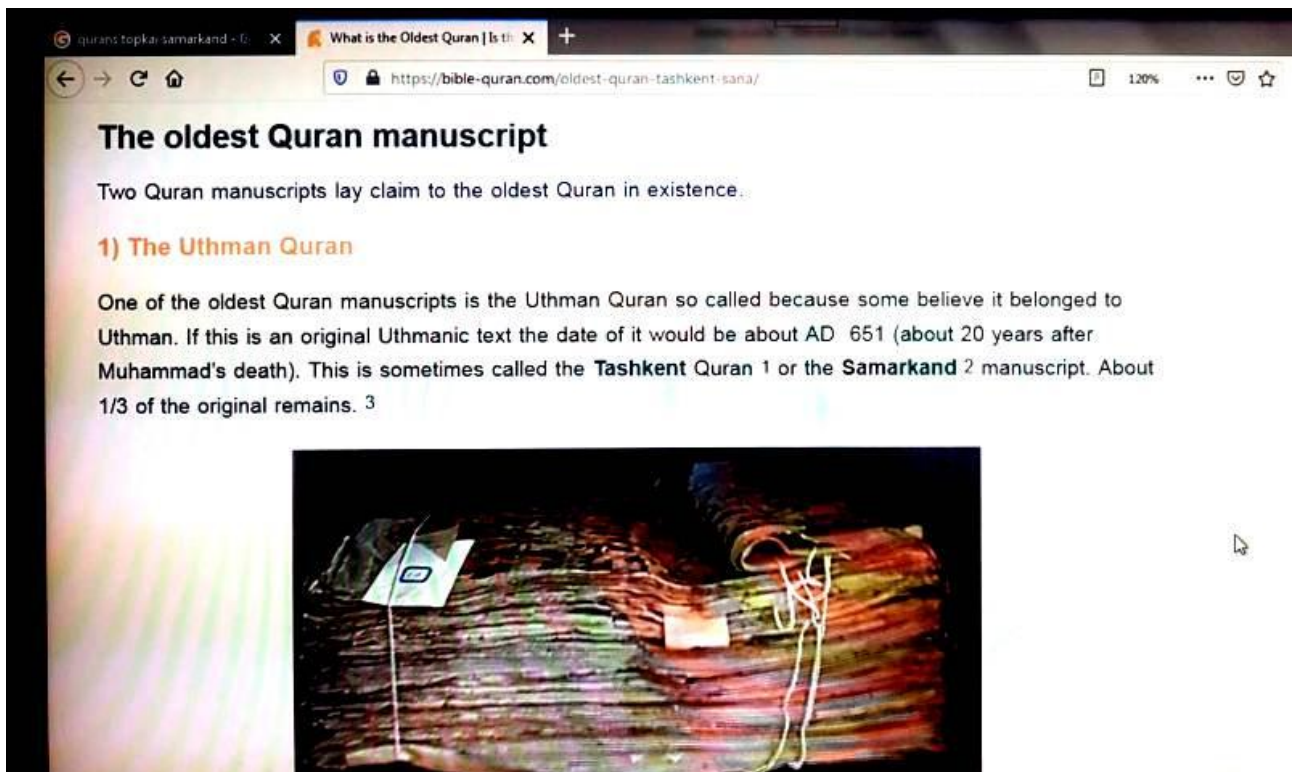 qurans topkai samarkand -
What is the Oldest Quran | Is th
https://bible-quran.com/oldest-quran-tashkent-sana/
120%
The oldest Quran manuscript
Two Quran manuscripts lay claim to the oldest Quran in existence.
1) The Uthman Quran
One of the oldest Quran manuscripts is the Uthman Quran so called because some believe it belonged to
Uthman. If this is an original Uthmanic text the date of it would be about AD 651 (about 20 years after
Muhammad's death). This is sometimes called the Tashkent Quran 1 or the Samarkand 2 manuscript. About
1/3 of the original remains. 3